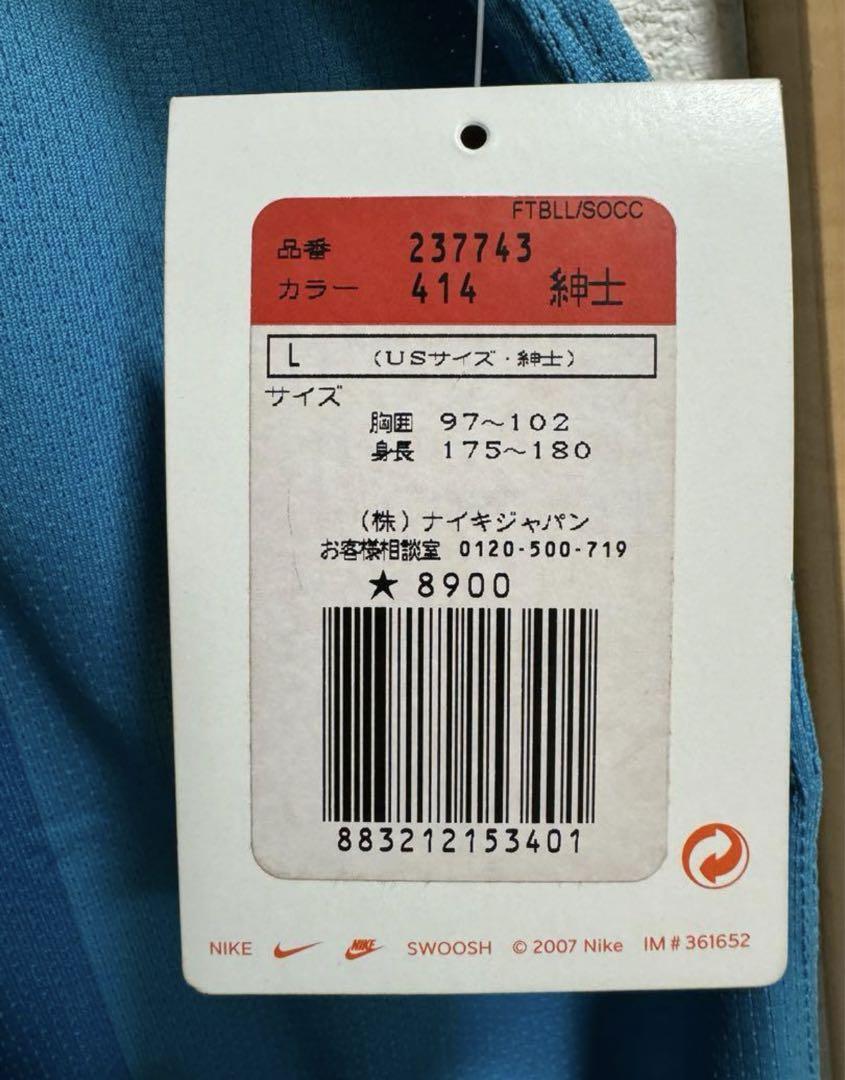 FTBLL/SOCC
品番 237743
カラー 414 紳士
L (USサイズ・紳士)
サイズ
胸囲 97～102
身長 175～180
(株)ナイキジャパン
お客様相談室 0120-500-719
★ 8900
883212153401
NIKE NIKE SWOOSH © 2007 Nike IM # 361652